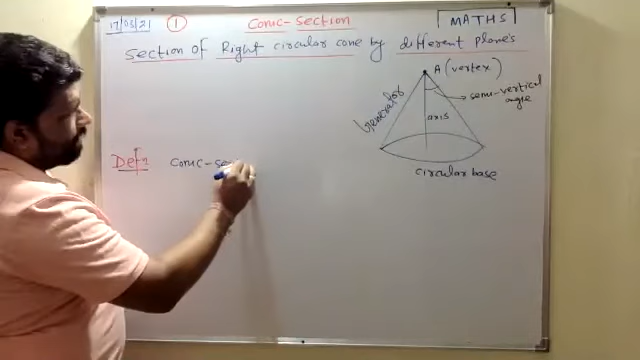 17/03/21 1 Conic-Section MATHS
Section of Right circular cone by different plane's
A (vertex)
Generator
semi-vertical
angle
axis
Defn Conic-se
circular base